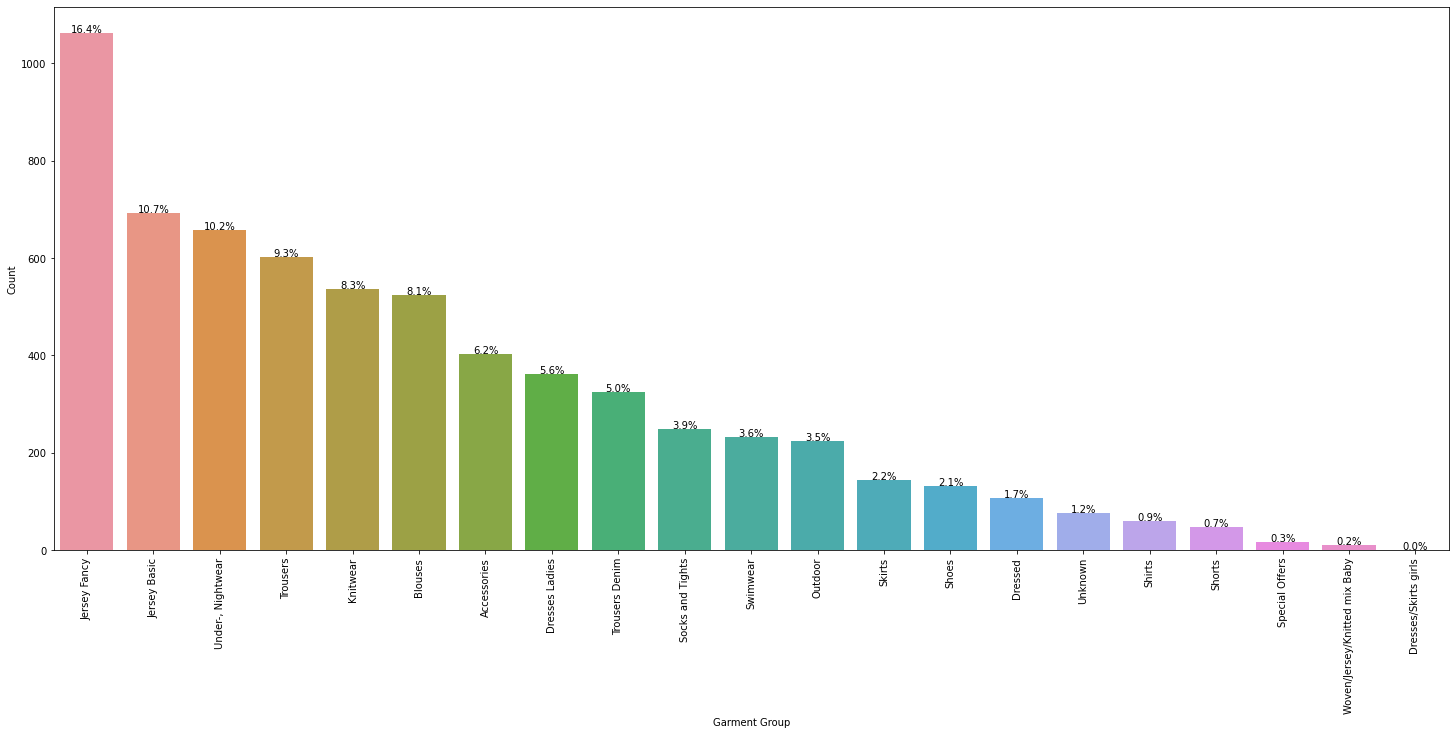 16.4%
10.7%
10.2%
9.3%
8.3%
8.1%
6.2%
5.6%
5.0%
3.9%
3.6%
3.5%
2.2%
2.1%
1.7%
1.2%
0.9%
0.7%
0.3%
0.2%
0.0%
1000
800
600
400
200
0
Count
Jersey Fancy
Jersey Basic
Under-, Nightwear
Trousers
Knitwear
Blouses
Accessories
Dresses Ladies
Trousers Denim
Socks and Tights
Swimwear
Outdoor
Skirts
Shoes
Dressed
Unknown
Shirts
Shorts
Special Offers
Woven/Jersey/Knitted mix Baby
Dresses/Skirts girls
Garment Group